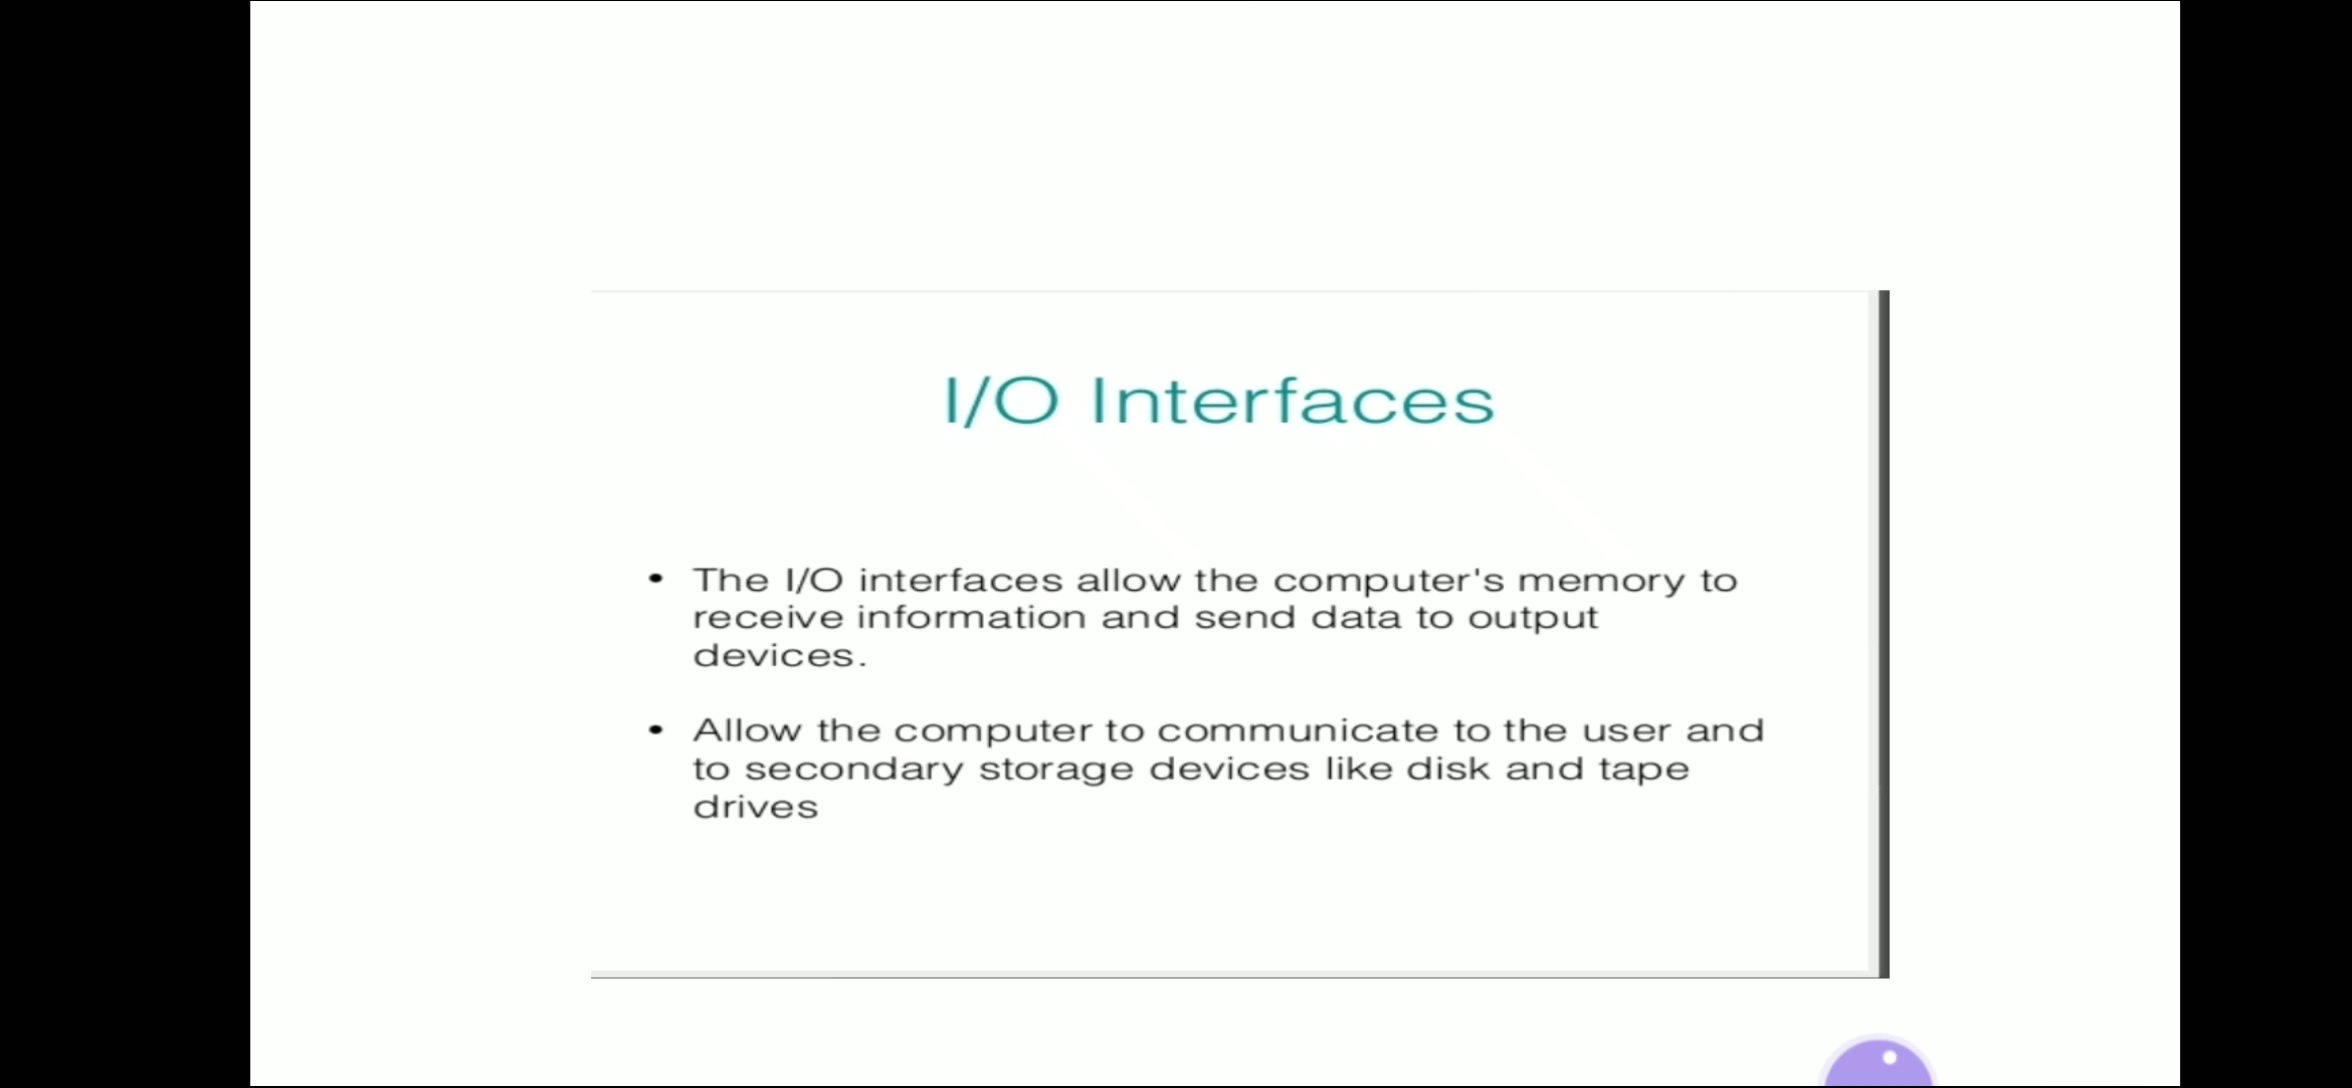 I/O Interfaces
• The I/O interfaces allow the computer's memory to
receive information and send data to output
devices.
• Allow the computer to communicate to the user and
to secondary storage devices like disk and tape
drives